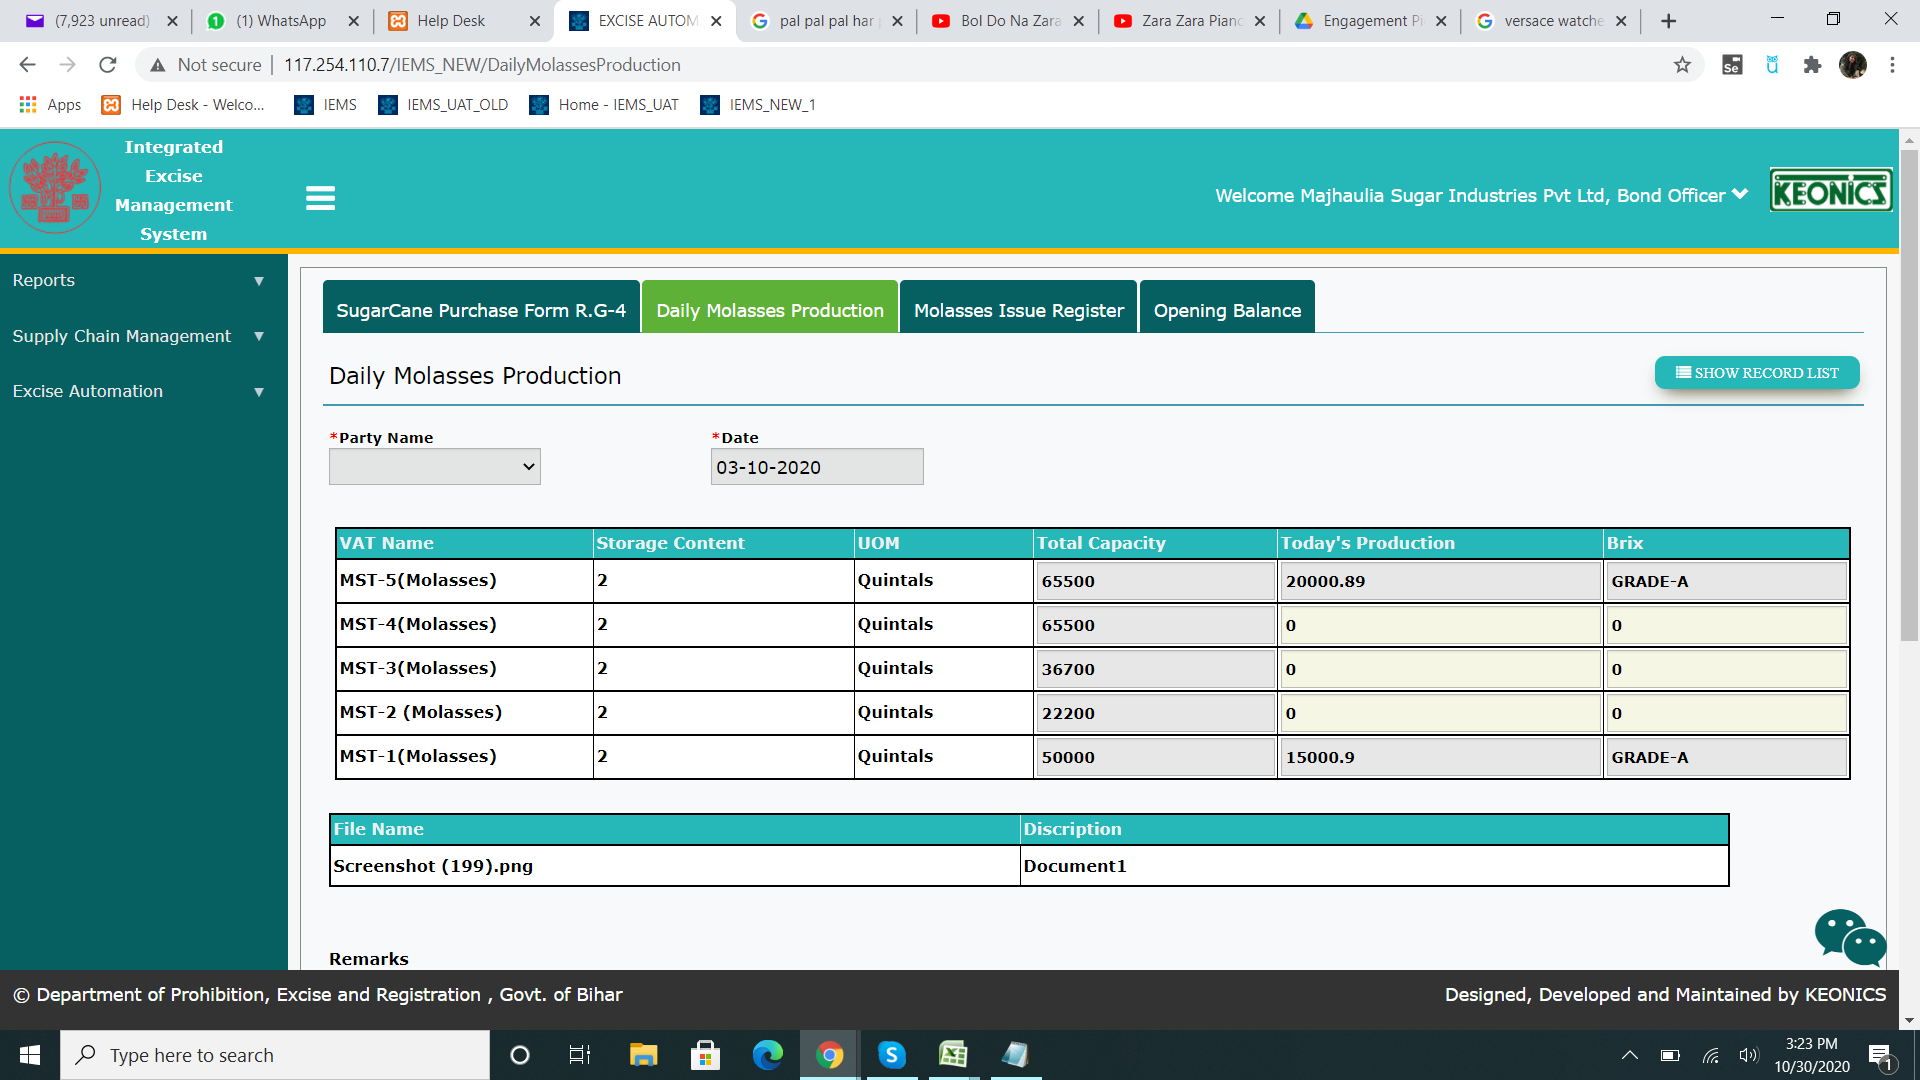 (7,923 unread)
(1) WhatsApp
Help Desk
EXCISE AUTOM
pal pal pal har
Bol Do Na Zara
Zara Zara Piano
Engagement Pi
versace watche
Not secure | 117.254.110.7/IEMS_NEW/DailyMolassesProduction
Apps
Help Desk - Welco...
IEMS
IEMS_UAT_OLD
Home - IEMS_UAT
IEMS_NEW_1
Integrated
Excise
Management
System
Welcome Majhaulia Sugar Industries Pvt Ltd, Bond Officer
KEONICS
Reports
Supply Chain Management
Excise Automation
SugarCane Purchase Form R.G-4
Daily Molasses Production
Molasses Issue Register
Opening Balance
Daily Molasses Production
SHOW RECORD LIST
*Party Name
*Date
03-10-2020
VAT Name Storage Content UOM Total Capacity Today's Production Brix
MST-5(Molasses) 2 Quintals 65500 20000.89 GRADE-A
MST-4(Molasses) 2 Quintals 65500 0 0
MST-3(Molasses) 2 Quintals 36700 0 0
MST-2 (Molasses) 2 Quintals 22200 0 0
MST-1(Molasses) 2 Quintals 50000 15000.9 GRADE-A
File Name Discription
Screenshot (199).png Document1
Remarks
© Department of Prohibition, Excise and Registration , Govt. of Bihar
Designed, Developed and Maintained by KEONICS
Type here to search
3:23 PM
10/30/2020
1